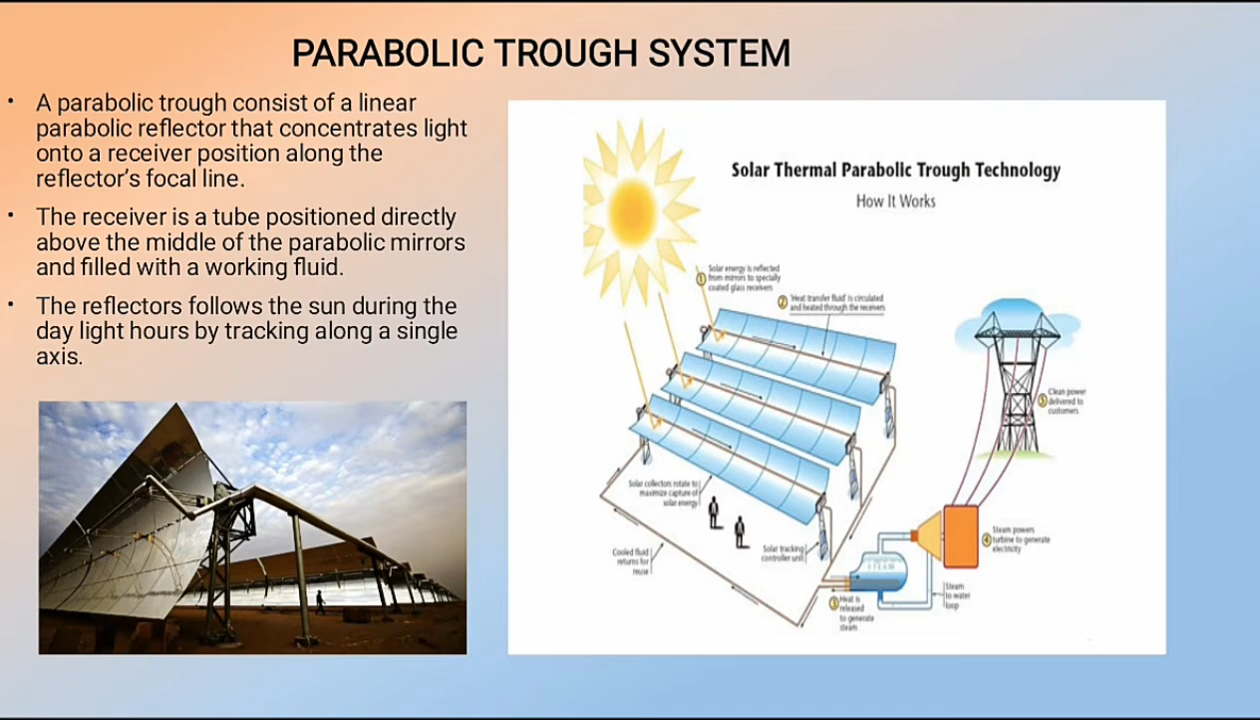 PARABOLIC TROUGH SYSTEM
• A parabolic trough consist of a linear
parabolic reflector that concentrates light
onto a receiver position along the
reflector's focal line.
• The receiver is a tube positioned directly
above the middle of the parabolic mirrors
and filled with a working fluid.
• The reflectors follows the sun during the
day light hours by tracking along a single
axis.
Solar Thermal Parabolic Trough Technology
How It Works
1 Solar energy is reflected
from mirrors to specially
coated glass receivers
2 'Heat transfer fluid' is circulated
and heated through the receivers
Solar collectors rotate to
maximize capture of
solar energy
Cooled fluid
returns for
reuse
Solar tracking
controller unit
3 Heat is
released
to generate
steam
STEAM
Steam
to water
loop
4 Steam powers
turbine to generate
electricity
5 Clean power
delivered to
customers